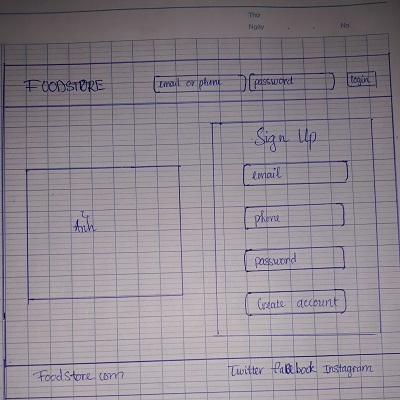 Thứ
Ngày No.
FOODSTORE email or phone password login
Sign Up
email
Ảnh
phone
password
Create account
FoodStore.com Twitter facebook Instagram